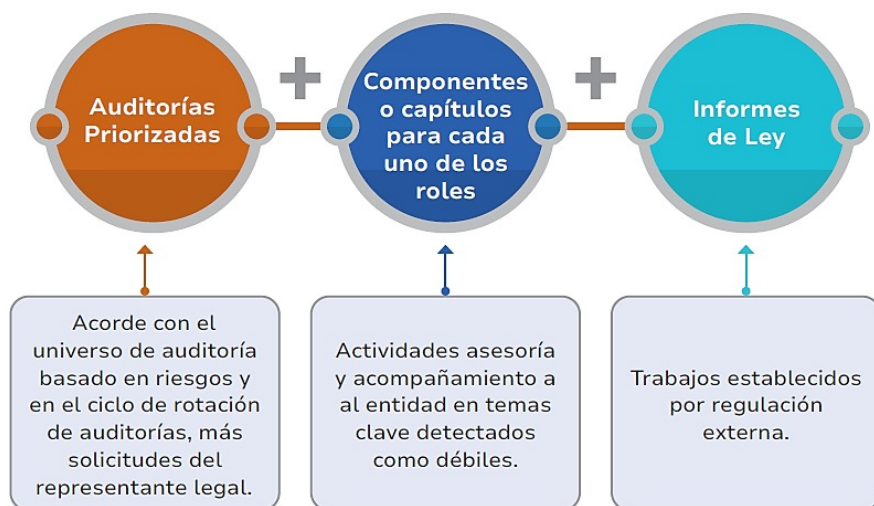 Auditorías
Priorizadas
+
Componentes
o capítulos
para cada
uno de los
roles
+
Informes
de Ley
Acorde con el
universo de auditoría
basado en riesgos y
en el ciclo de rotación
de auditorías, más
solicitudes del
representante legal.
Actividades asesoría
y acompañamiento a
al entidad en temas
clave detectados
como débiles.
Trabajos establecidos
por regulación
externa.